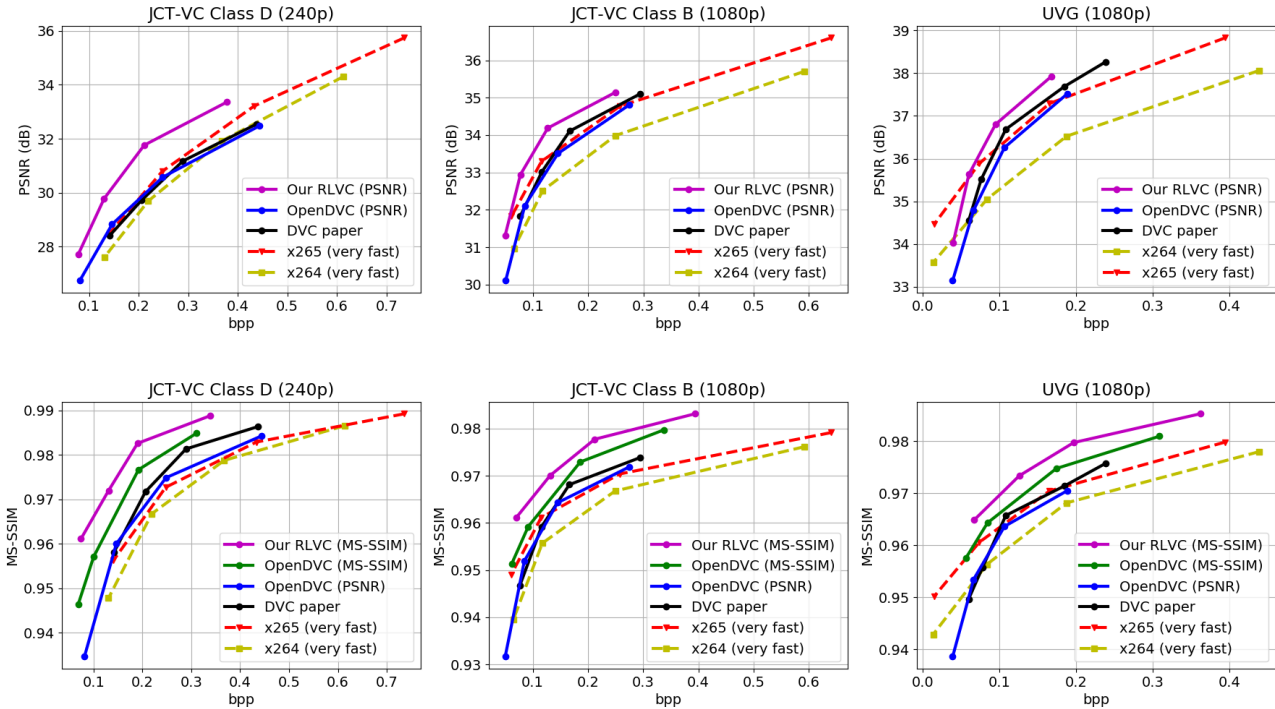 JCT-VC Class D (240p)
36
34
32
30
28
PSNR (dB)
0.1
0.2
0.3
0.4
0.5
0.6
0.7
bpp
Our RLVC (PSNR)
OpenDVC (PSNR)
DVC paper
x265 (very fast)
x264 (very fast)
JCT-VC Class B (1080p)
36
35
34
33
32
31
30
PSNR (dB)
0.1
0.2
0.3
0.4
0.5
0.6
bpp
Our RLVC (PSNR)
OpenDVC (PSNR)
DVC paper
x265 (very fast)
x264 (very fast)
UVG (1080p)
39
38
37
36
35
34
33
PSNR (dB)
0.0
0.1
0.2
0.3
0.4
bpp
Our RLVC (PSNR)
OpenDVC (PSNR)
DVC paper
x264 (very fast)
x265 (very fast)
JCT-VC Class D (240p)
0.99
0.98
0.97
0.96
0.95
0.94
MS-SSIM
0.1
0.2
0.3
0.4
0.5
0.6
0.7
bpp
Our RLVC (MS-SSIM)
OpenDVC (MS-SSIM)
OpenDVC (PSNR)
DVC paper
x265 (very fast)
x264 (very fast)
JCT-VC Class B (1080p)
0.98
0.97
0.96
0.95
0.94
0.93
MS-SSIM
0.1
0.2
0.3
0.4
0.5
0.6
bpp
Our RLVC (MS-SSIM)
OpenDVC (MS-SSIM)
OpenDVC (PSNR)
DVC paper
x265 (very fast)
x264 (very fast)
UVG (1080p)
0.98
0.97
0.96
0.95
0.94
MS-SSIM
0.0
0.1
0.2
0.3
0.4
bpp
Our RLVC (MS-SSIM)
OpenDVC (MS-SSIM)
OpenDVC (PSNR)
DVC paper
x265 (very fast)
x264 (very fast)